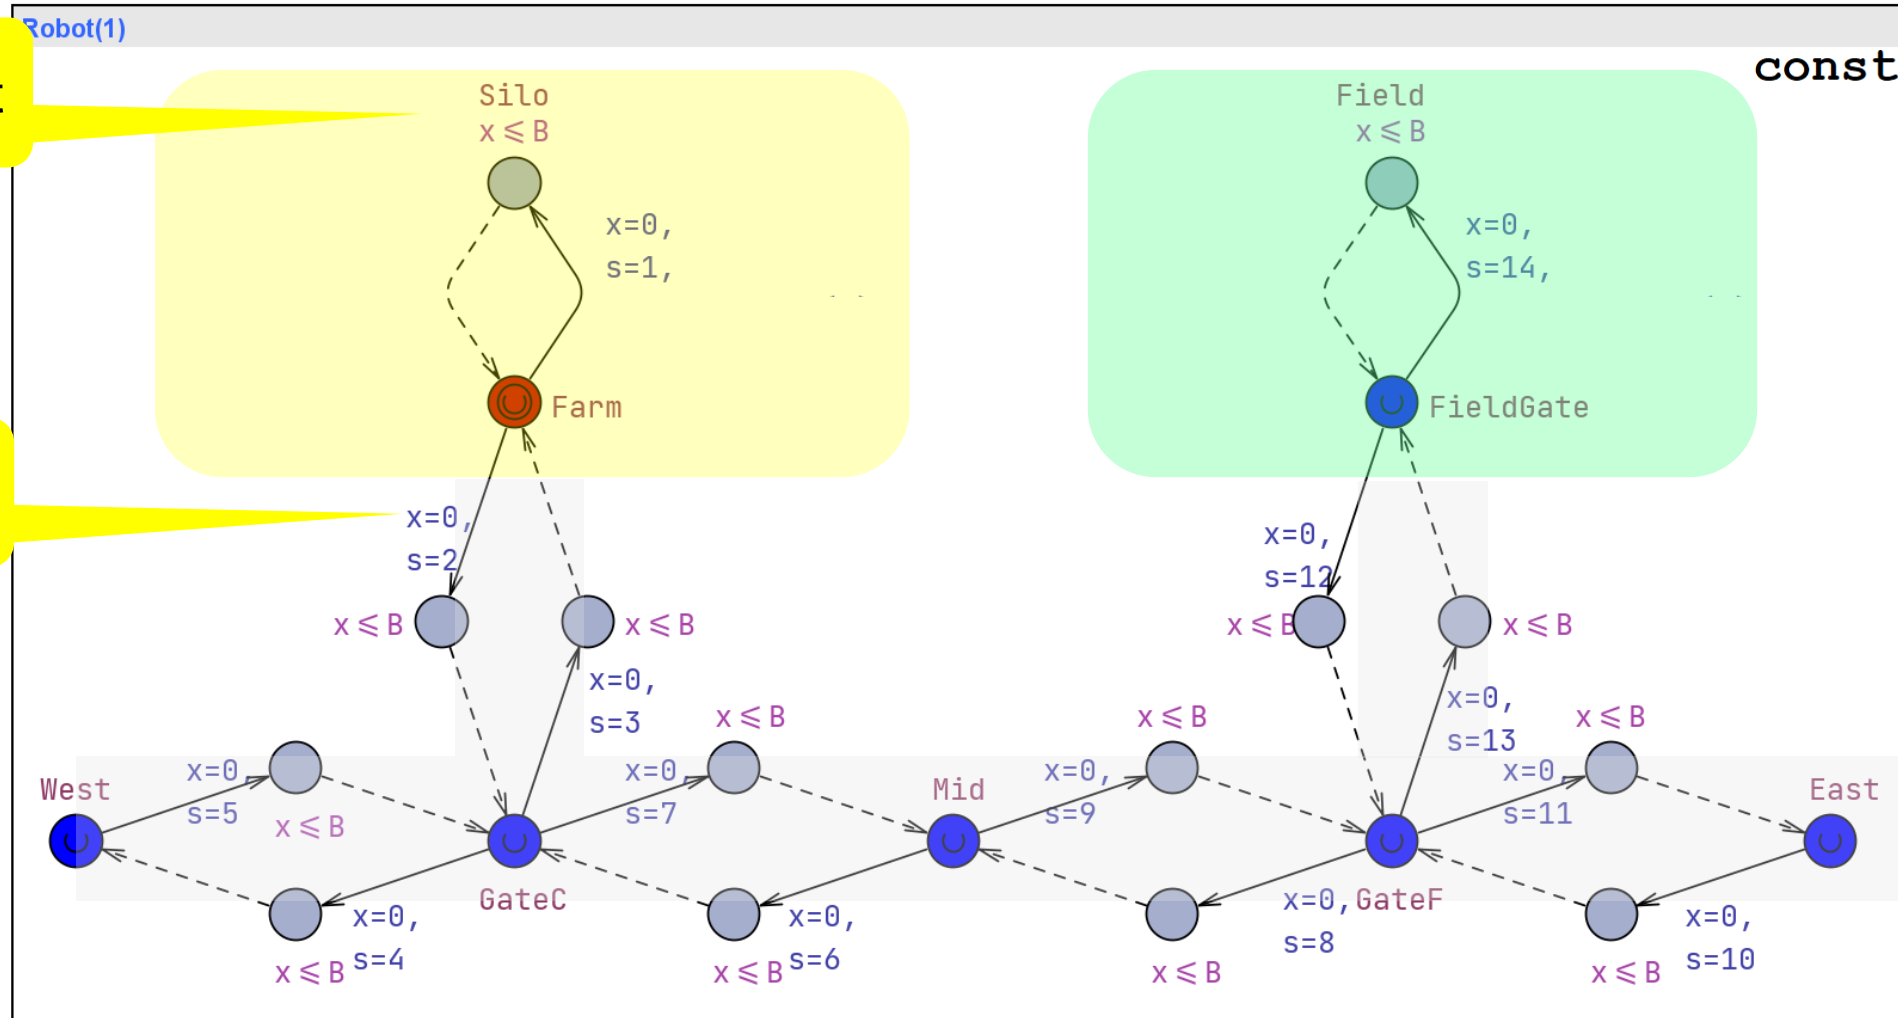 Robot(1)
const
Silo
x ≤ B
Field
x ≤ B
x=0,
s=1,
x=0,
s=14,
Farm
FieldGate
x=0,
s=2
x=0,
s=12
x ≤ B
x ≤ B
x ≤ B
x ≤ B
x=0,
s=3
x=0,
s=13
x ≤ B
x ≤ B
x ≤ B
West
x=0,
s=5
x ≤ B
x=0,
s=7
Mid
x=0,
s=9
x=0,
s=11
East
GateC
GateF
x=0,
s=4
x ≤ B
x=0,
s=6
x ≤ B
x=0,
s=8
x ≤ B
x=0,
s=10
x ≤ B